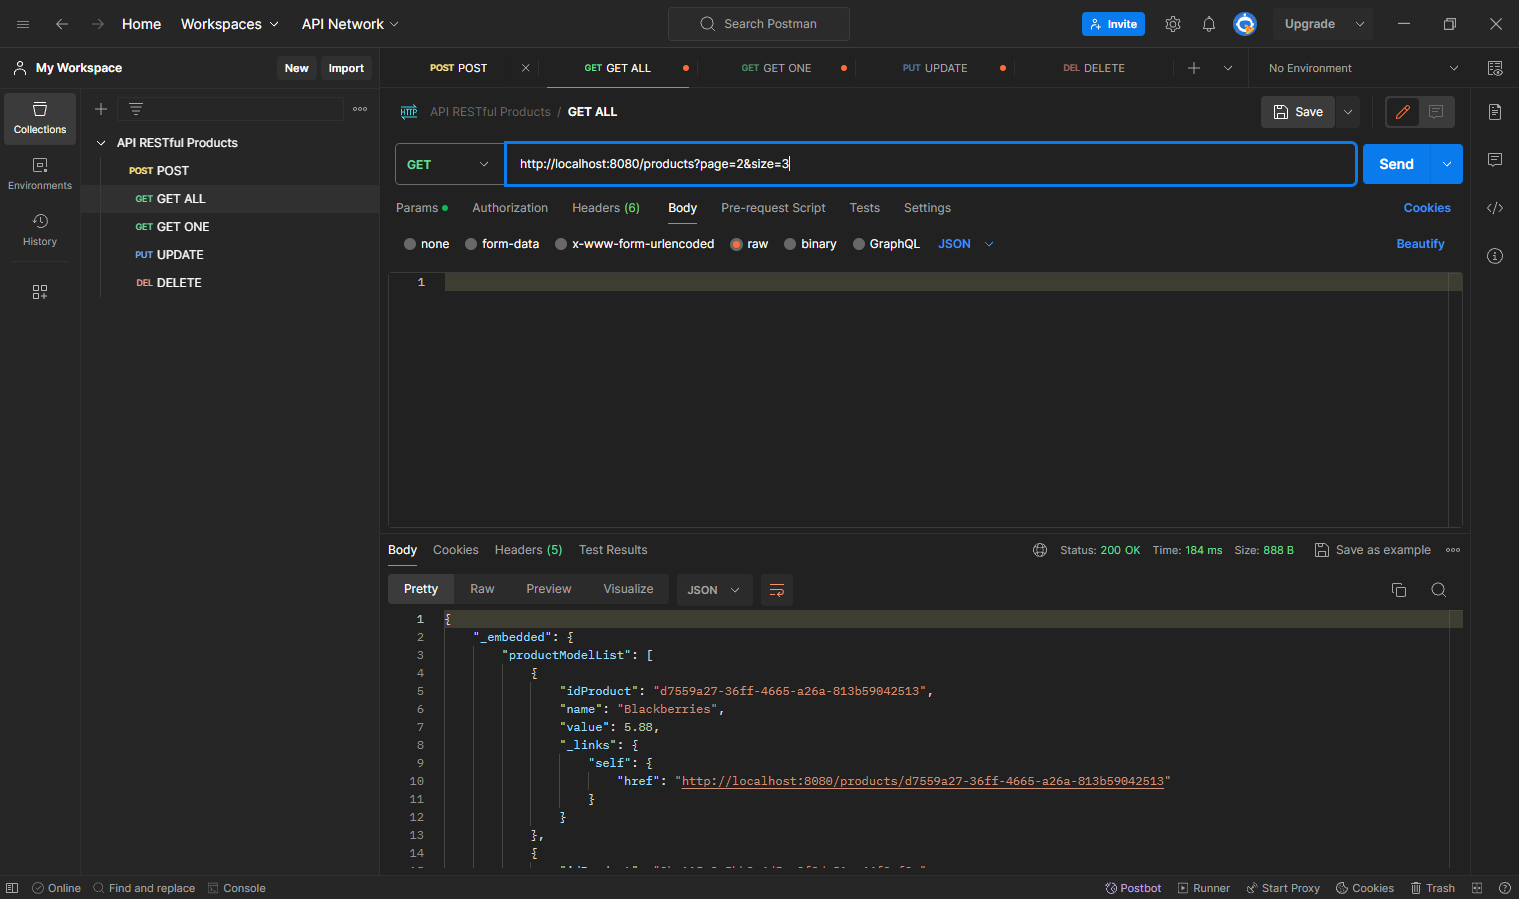 Home Workspaces API Network Search Postman Invite Upgrade
My Workspace New Import POST POST GET GET ALL GET GET ONE PUT UPDATE DEL DELETE No Environment
Collections
Environments
History
API RESTful Products
POST POST
GET GET ALL
GET GET ONE
PUT UPDATE
DEL DELETE
HTTP API RESTful Products / GET ALL Save
GET http://localhost:8080/products?page=2&size=3 Send
Params Authorization Headers (6) Body Pre-request Script Tests Settings Cookies
none form-data x-www-form-urlencoded raw binary GraphQL JSON Beautify
1
Body Cookies Headers (5) Test Results Status: 200 OK Time: 184 ms Size: 888 B Save as example
Pretty Raw Preview Visualize JSON
1 {
2 "_embedded": {
3 "productModelList": [
4 {
5 "idProduct": "d7559a27-36ff-4665-a26a-813b59042513",
6 "name": "Blackberries",
7 "value": 5.88,
8 "_links": {
9 "self": {
10 "href": "http://localhost:8080/products/d7559a27-36ff-4665-a26a-813b59042513"
11 }
12 }
13 },
14 {
Online Find and replace Console Postbot Runner Start Proxy Cookies Trash